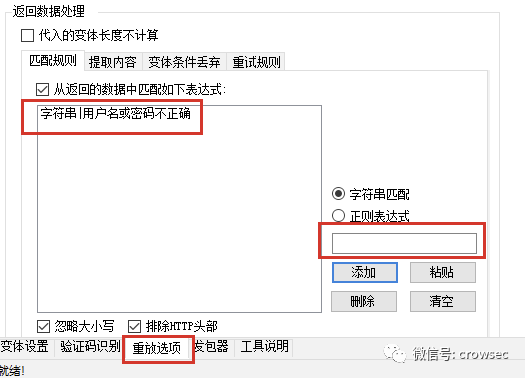 返回数据处理
代入的变体长度不计算
匹配规则 提取内容 变体条件丢弃 重试规则
从返回的数据中匹配如下表达式:
字符串|用户名或密码不正确
字符串匹配
正则表达式
添加 粘贴
删除 清空
忽略大小写 排除HTTP头部
变体设置 验证码识别 重放选项 发包器 工具说明
微信号: crowsec
就绪!